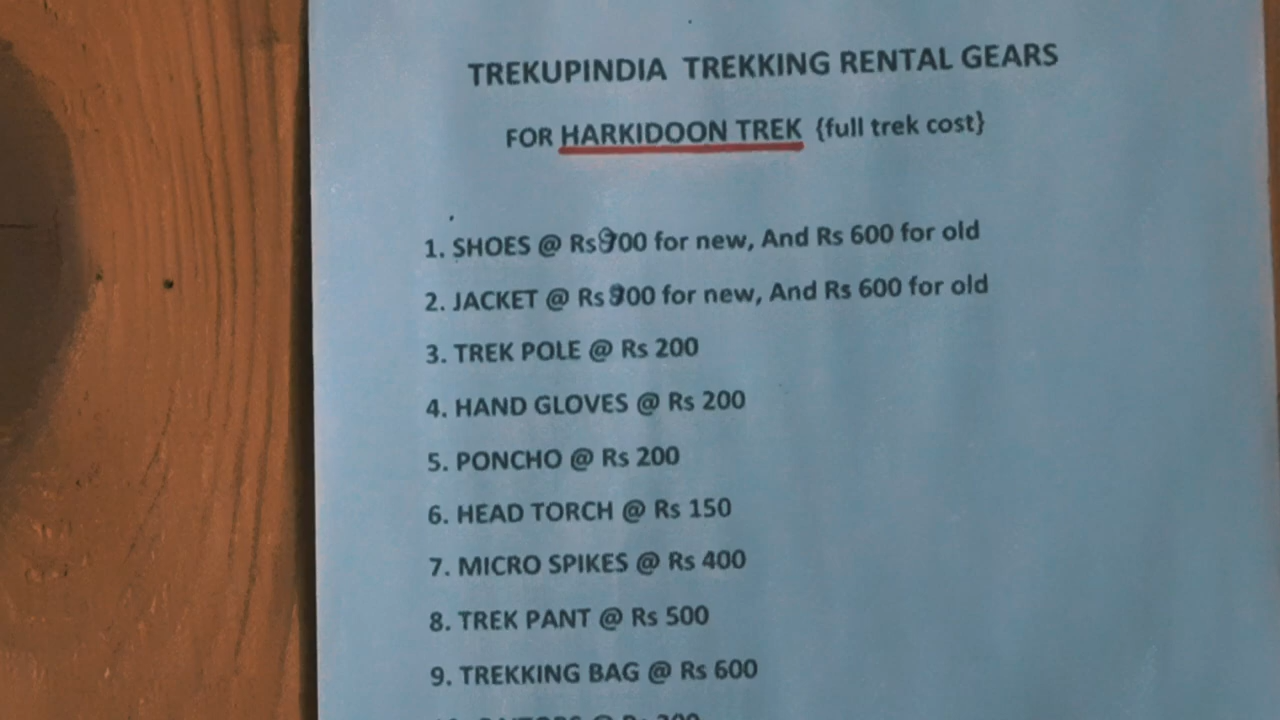 TREKUPINDIA TREKKING RENTAL GEARS
FOR HARKIDOON TREK {full trek cost}
1. SHOES @ Rs 900 for new, And Rs 600 for old
2. JACKET @ Rs 900 for new, And Rs 600 for old
3. TREK POLE @ Rs 200
4. HAND GLOVES @ Rs 200
5. PONCHO @ Rs 200
6. HEAD TORCH @ Rs 150
7. MICRO SPIKES @ Rs 400
8. TREK PANT @ Rs 500
9. TREKKING BAG @ Rs 600